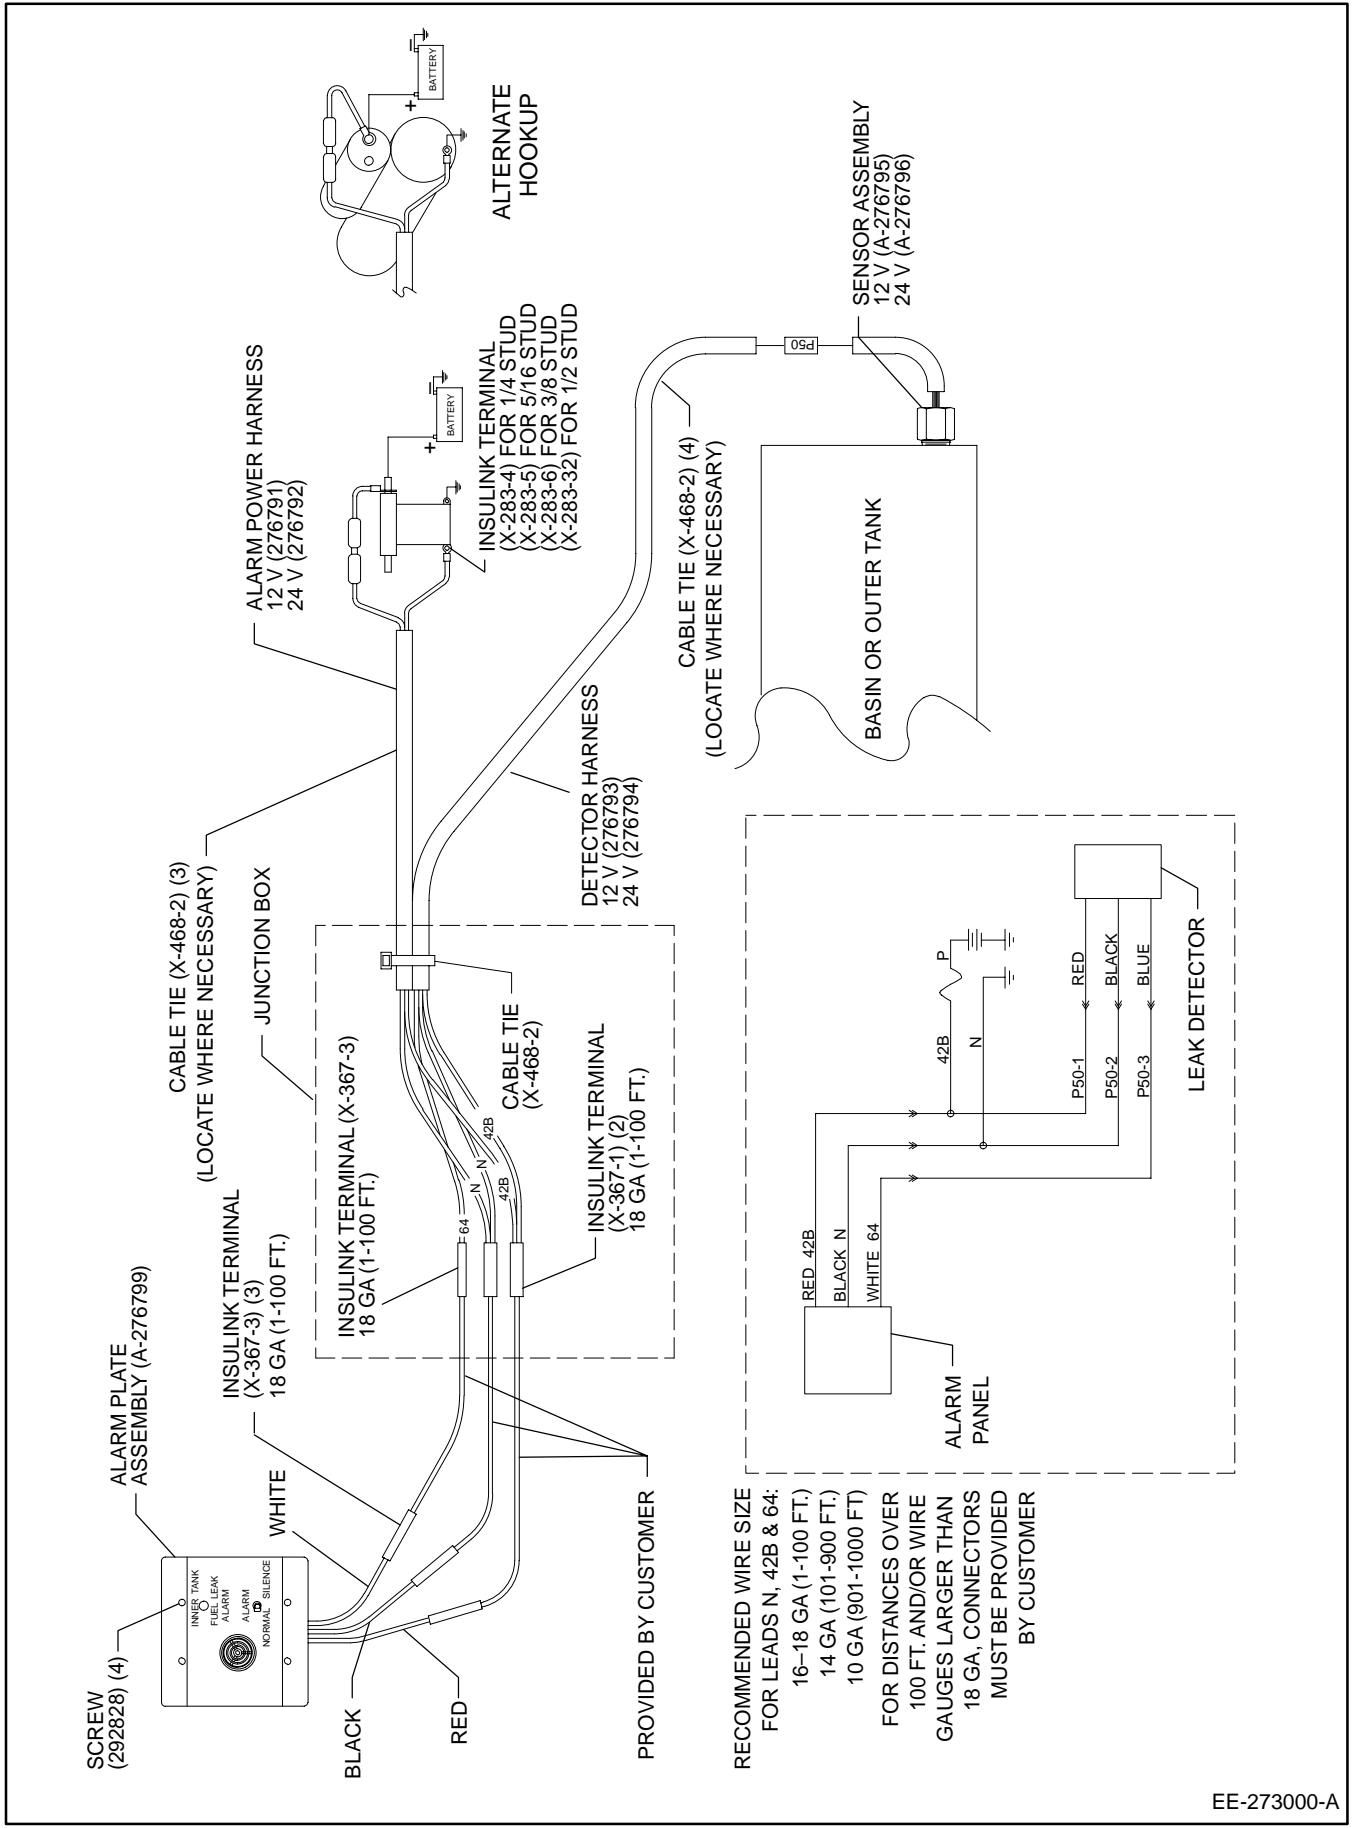 SCREW
(292828) (4)
ALARM PLATE
ASSEMBLY (A-276799)
INNER TANK
FUEL LEAK
ALARM
ALARM
NORMAL SILENCE
BLACK
RED
WHITE
INSULINK TERMINAL
(X-367-3) (3)
18 GA (1-100 FT.)
CABLE TIE (X-468-2) (3)
(LOCATE WHERE NECESSARY)
JUNCTION BOX
INSULINK TERMINAL (X-367-3)
18 GA (1-100 FT.)
64
N
N
42B
42B
CABLE TIE
(X-468-2)
INSULINK TERMINAL
(X-367-1) (2)
18 GA (1-100 FT.)
PROVIDED BY CUSTOMER
ALARM POWER HARNESS
12 V (276791)
24 V (276792)
+
BATTERY
INSULINK TERMINAL
(X-283-4) FOR 1/4 STUD
(X-283-5) FOR 5/16 STUD
(X-283-6) FOR 3/8 STUD
(X-283-32) FOR 1/2 STUD
+
BATTERY
ALTERNATE
HOOKUP
DETECTOR HARNESS
12 V (276793)
24 V (276794)
CABLE TIE (X-468-2) (4)
(LOCATE WHERE NECESSARY)
P50
SENSOR ASSEMBLY
12 V (A-276795)
24 V (A-276796)
BASIN OR OUTER TANK
RECOMMENDED WIRE SIZE
FOR LEADS N, 42B & 64:
16–18 GA (1-100 FT.)
14 GA (101-900 FT.)
10 GA (901-1000 FT)
FOR DISTANCES OVER
100 FT. AND/OR WIRE
GAUGES LARGER THAN
18 GA, CONNECTORS
MUST BE PROVIDED
BY CUSTOMER
ALARM
PANEL
RED 42B
BLACK N
WHITE 64
42B
P
N
P50-1
RED
P50-2
BLACK
P50-3
BLUE
LEAK DETECTOR
EE-273000-A